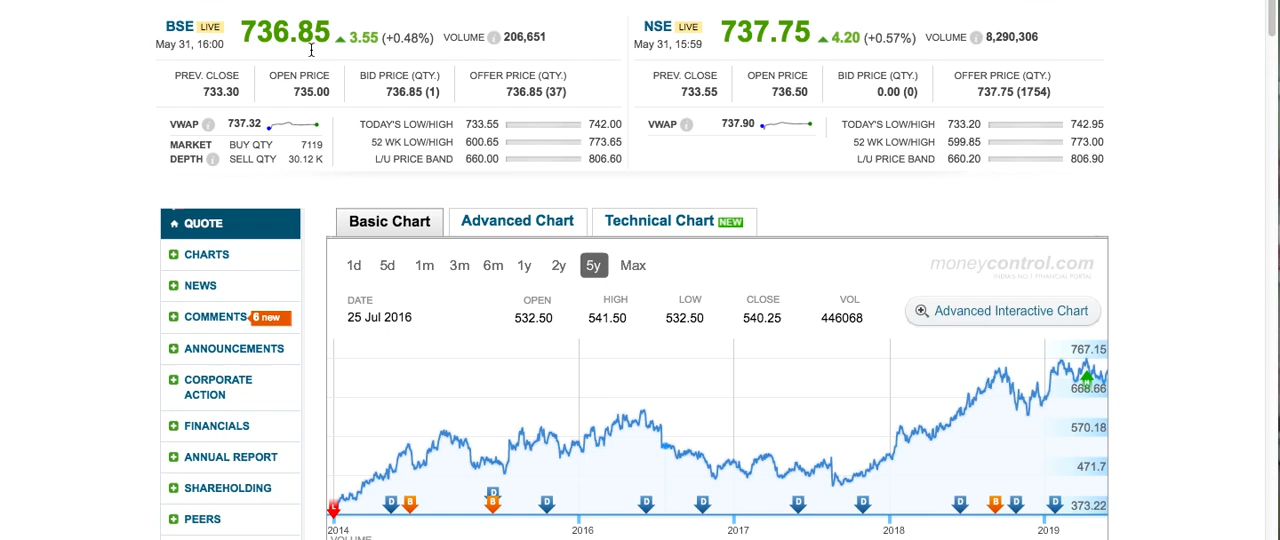 BSE LIVE 736.85 3.55 (+0.48%) VOLUME i 206,651
May 31, 16:00
PREV. CLOSE OPEN PRICE BID PRICE (QTY.) OFFER PRICE (QTY.)
733.30 735.00 736.85 (1) 736.85 (37)
VWAP i 737.32
MARKET BUY QTY 7119
DEPTH i SELL QTY 30.12 K
TODAY'S LOW/HIGH 733.55 742.00
52 WK LOW/HIGH 600.65 773.65
L/U PRICE BAND 660.00 806.60
NSE LIVE 737.75 4.20 (+0.57%) VOLUME i 8,290,306
May 31, 15:59
PREV. CLOSE OPEN PRICE BID PRICE (QTY.) OFFER PRICE (QTY.)
733.55 736.50 0.00 (0) 737.75 (1754)
VWAP i 737.90
TODAY'S LOW/HIGH 733.20 742.95
52 WK LOW/HIGH 599.85 773.00
L/U PRICE BAND 660.20 806.90
QUOTE
CHARTS
NEWS
COMMENTS 6 new
ANNOUNCEMENTS
CORPORATE
ACTION
FINANCIALS
ANNUAL REPORT
SHAREHOLDING
PEERS
Basic Chart Advanced Chart Technical Chart NEW
1d 5d 1m 3m 6m 1y 2y 5y Max
moneycontrol.com
INDIA'S NO.1 FINANCIAL PORTAL
DATE OPEN HIGH LOW CLOSE VOL
25 Jul 2016 532.50 541.50 532.50 540.25 446068
Advanced Interactive Chart
767.15
668.66
570.18
471.7
373.22
L D B D B D D D D D D B D D
2014 2016 2017 2018 2019
VOLUME